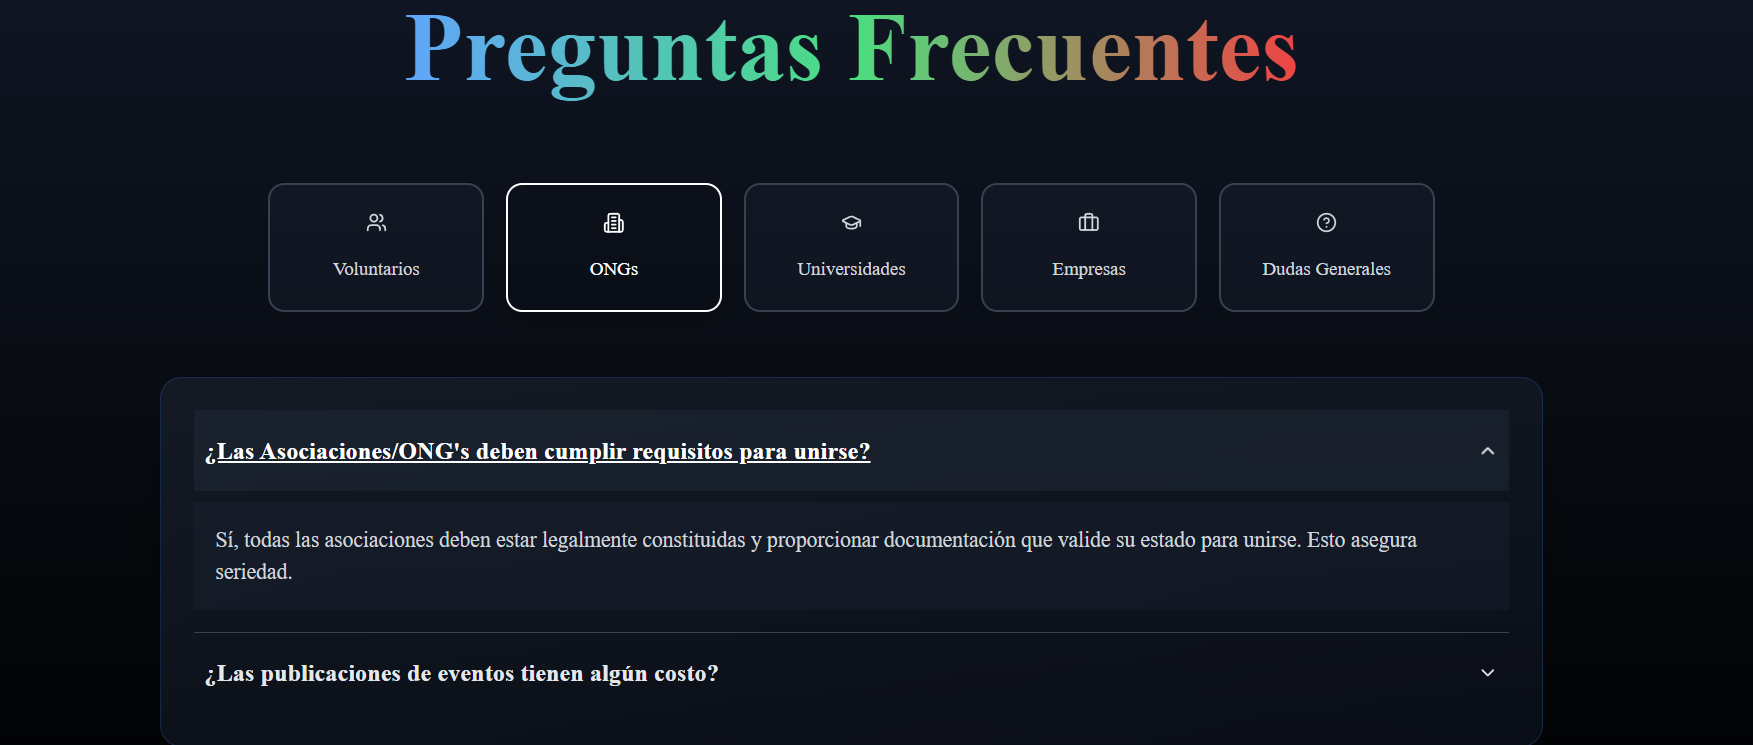 Preguntas Frecuentes
Voluntarios
ONGs
Universidades
Empresas
Dudas Generales
¿Las Asociaciones/ONG's deben cumplir requisitos para unirse?
Sí, todas las asociaciones deben estar legalmente constituidas y proporcionar documentación que valide su estado para unirse. Esto asegura
seriedad.
¿Las publicaciones de eventos tienen algún costo?